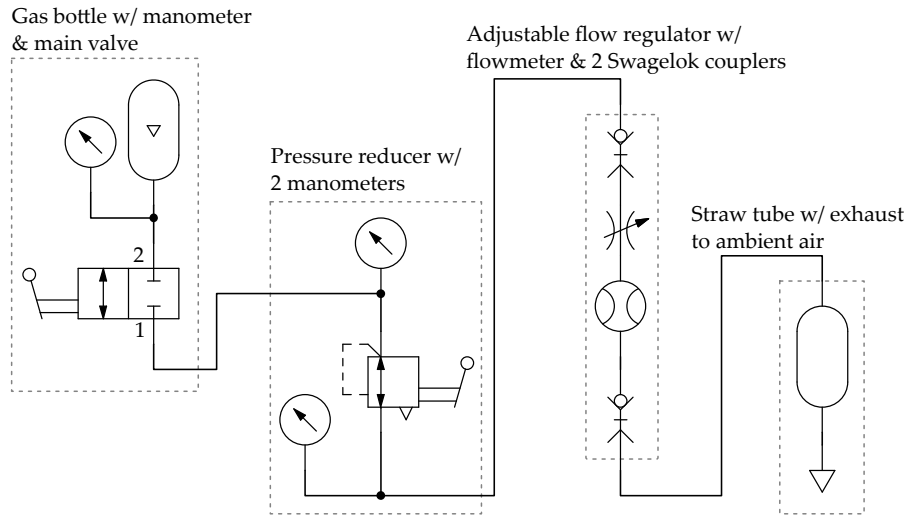 Gas bottle w/ manometer
& main valve
Adjustable flow regulator w/
flowmeter & 2 Swagelok couplers
Pressure reducer w/
2 manometers
Straw tube w/ exhaust
to ambient air
2
1